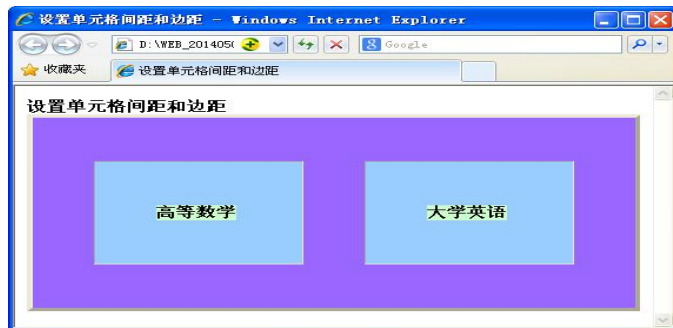 设置单元格间距和边距 - Windows Internet Explorer
D:\WEB_201405( Google
收藏夹 设置单元格间距和边距
设置单元格间距和边距
高等数学 大学英语